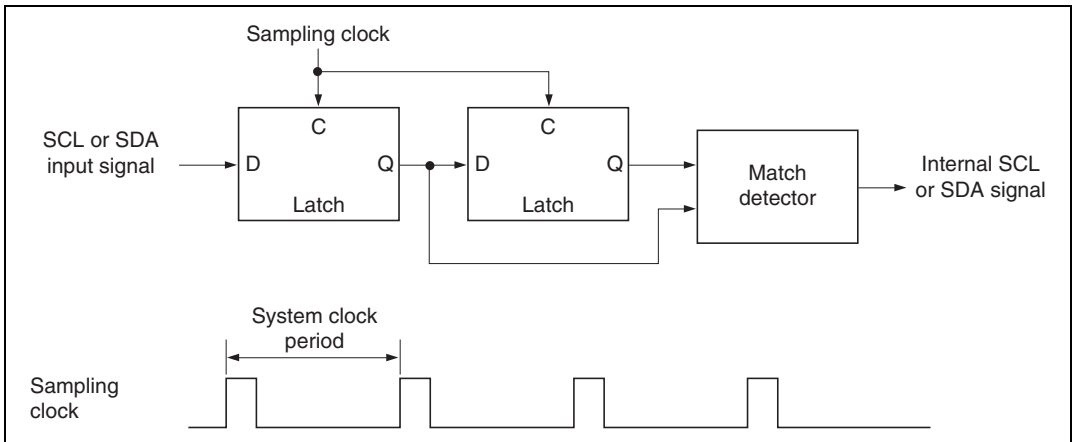 Sampling clock
SCL or SDA
input signal
C
D
Q
Latch
C
D
Q
Latch
Match
detector
Internal SCL
or SDA signal
System clock
period
Sampling
clock